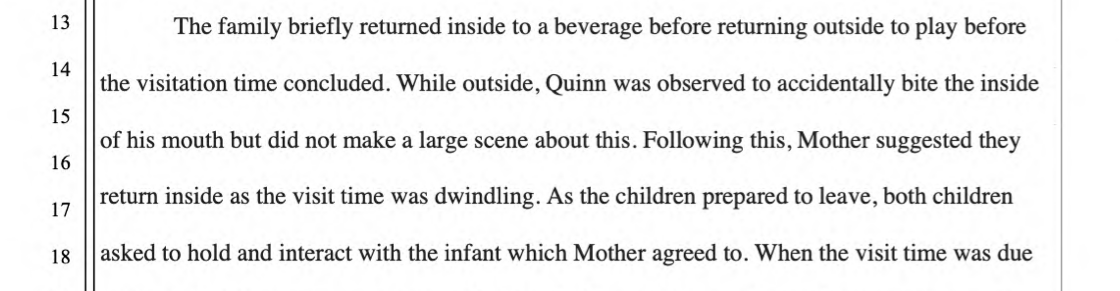 13 The family briefly returned inside to a beverage before returning outside to play before
14 the visitation time concluded. While outside, Quinn was observed to accidentally bite the inside
15
of his mouth but did not make a large scene about this. Following this, Mother suggested they
16
return inside as the visit time was dwindling. As the children prepared to leave, both children
17
18 asked to hold and interact with the infant which Mother agreed to. When the visit time was due